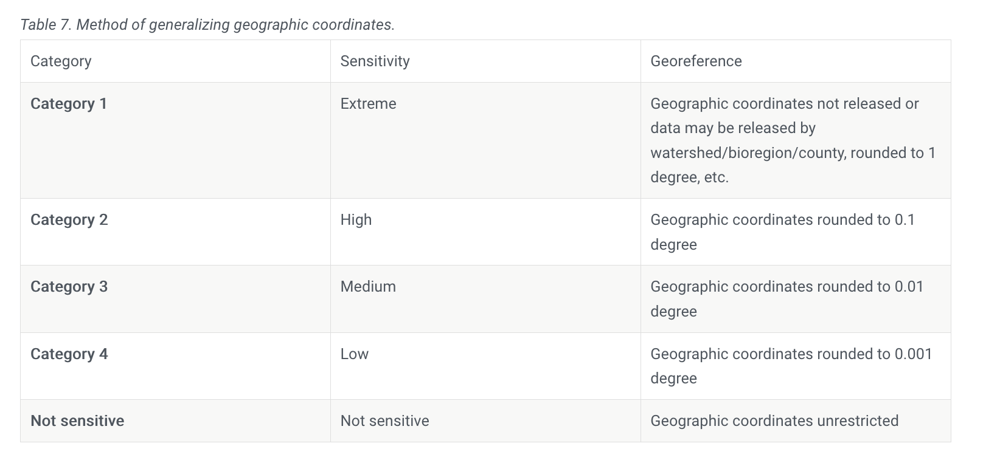 Table 7. Method of generalizing geographic coordinates.
Category
Sensitivity
Georeference
Category 1
Extreme
Geographic coordinates not released or
data may be released by
watershed/bioregion/county, rounded to 1
degree, etc.
Category 2
High
Geographic coordinates rounded to 0.1
degree
Category 3
Medium
Geographic coordinates rounded to 0.01
degree
Category 4
Low
Geographic coordinates rounded to 0.001
degree
Not sensitive
Not sensitive
Geographic coordinates unrestricted